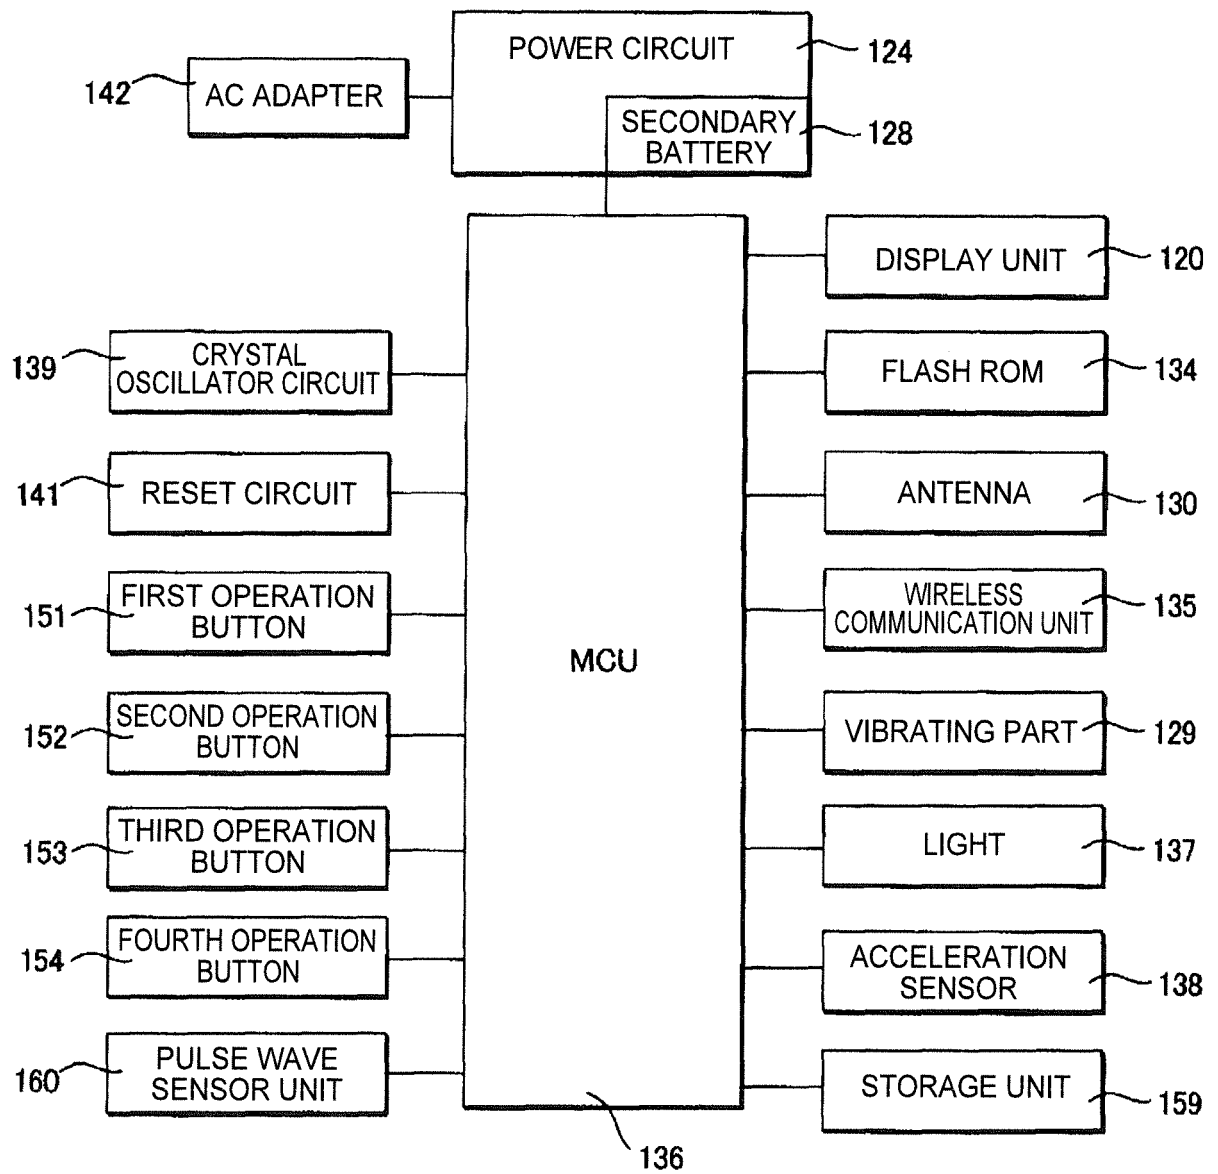 POWER CIRCUIT
124
142
AC ADAPTER
SECONDARY
BATTERY
128
DISPLAY UNIT
120
139
CRYSTAL
OSCILLATOR CIRCUIT
FLASH ROM
134
141
RESET CIRCUIT
ANTENNA
130
151
FIRST OPERATION
BUTTON
WIRELESS
COMMUNICATION UNIT
135
MCU
152
SECOND OPERATION
BUTTON
VIBRATING PART
129
153
THIRD OPERATION
BUTTON
LIGHT
137
154
FOURTH OPERATION
BUTTON
ACCELERATION
SENSOR
138
160
PULSE WAVE
SENSOR UNIT
STORAGE UNIT
159
136